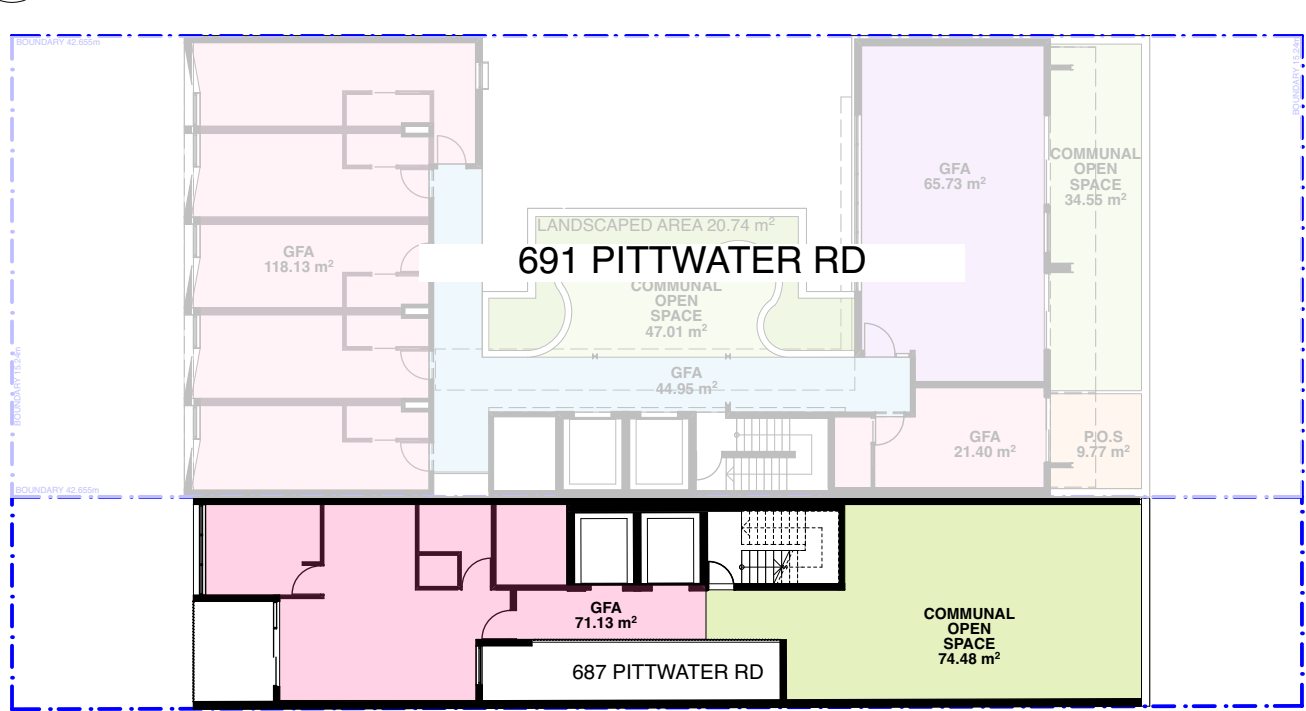 BOUNDARY 42.655m
BOUNDARY 15.24m
GFA
65.73 m²
COMMUNAL
OPEN
SPACE
34.55 m²
LANDSCAPED AREA 20.74 m²
GFA
118.13 m²
691 PITTWATER RD
COMMUNAL
OPEN
SPACE
47.01 m²
BOUNDARY 15.24m
GFA
44.95 m²
GFA
21.40 m²
P.O.S
9.77 m²
BOUNDARY 42.655m
GFA
71.13 m²
COMMUNAL
OPEN
SPACE
74.48 m²
687 PITTWATER RD